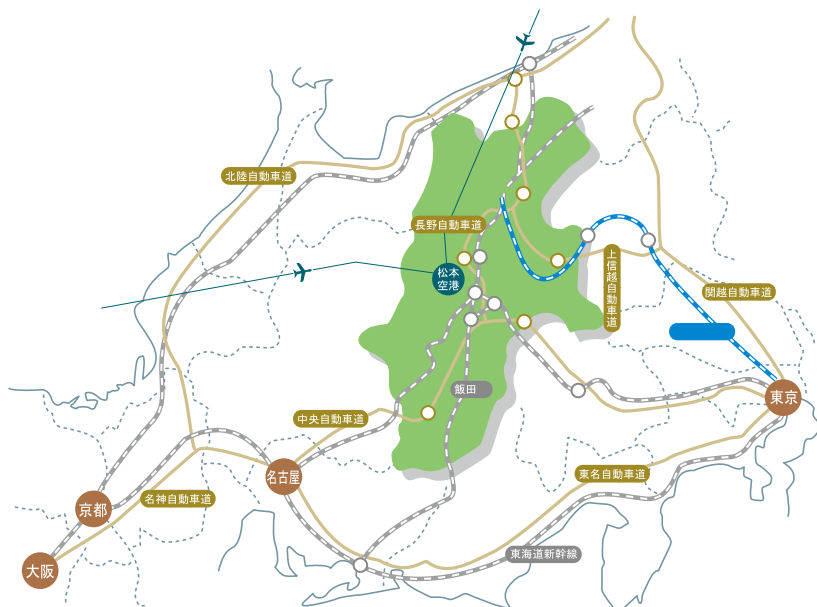 北陸自動車道
長野自動車道
松本
空港
上信越自動車道
関越自動車道
飯田
東京
中央自動車道
名古屋
東名自動車道
名神自動車道
京都
東海道新幹線
大阪